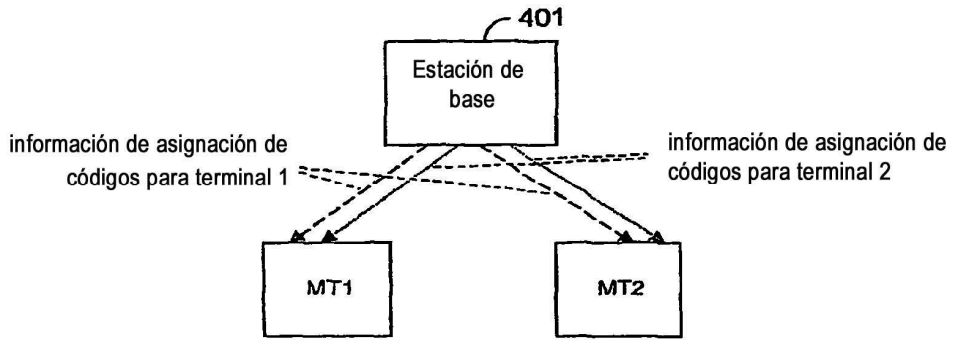 401
Estación de
base
información de asignación de
códigos para terminal 1
información de asignación de
códigos para terminal 2
MT1
MT2